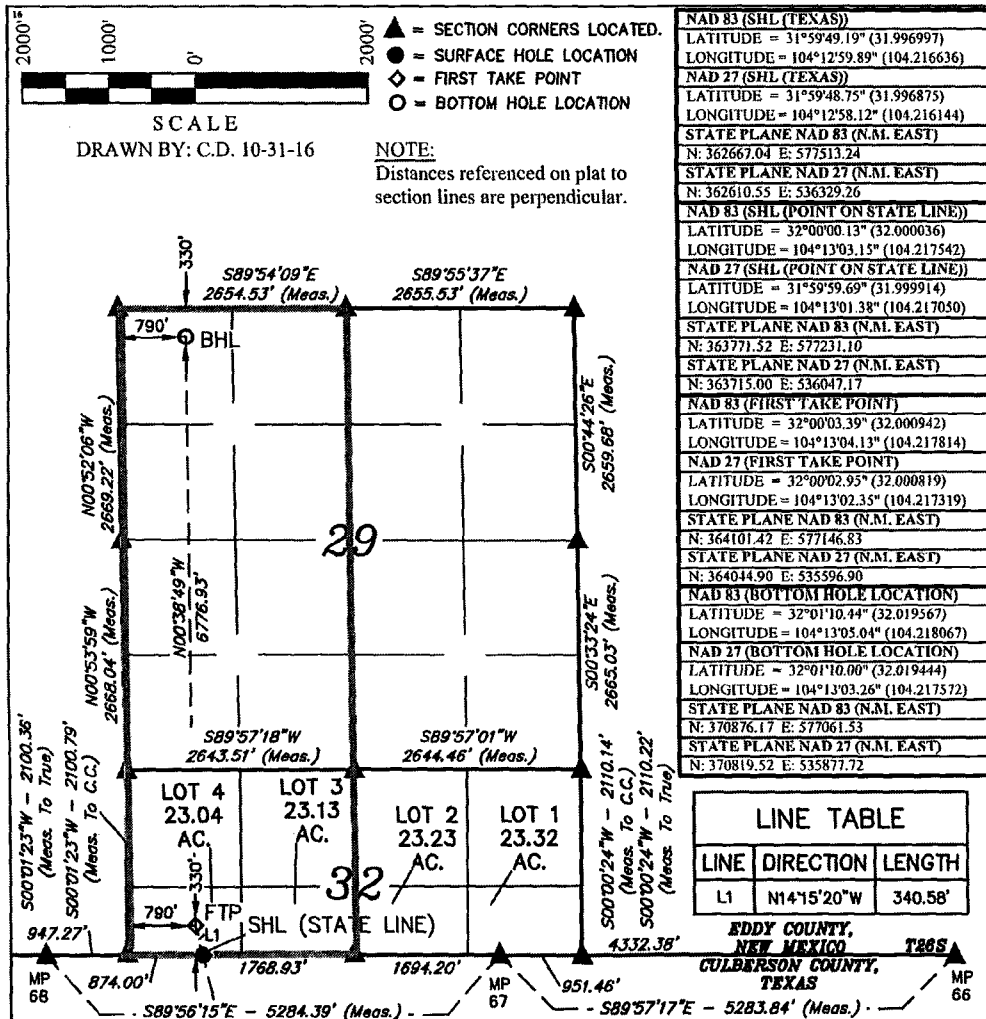 16
2000'
1000'
0'
2000'
SCALE
DRAWN BY: C.D. 10-31-16
▲ = SECTION CORNERS LOCATED.
● = SURFACE HOLE LOCATION
◇ = FIRST TAKE POINT
○ = BOTTOM HOLE LOCATION
NOTE:
Distances referenced on plat to
section lines are perpendicular.
NAD 83 (SHL (TEXAS))
LATITUDE = 31°59'49.19" (31.996997)
LONGITUDE = 104°12'59.89" (104.216636)
NAD 27 (SHL (TEXAS))
LATITUDE = 31°59'48.75" (31.996875)
LONGITUDE = 104°12'58.12" (104.216144)
STATE PLANE NAD 83 (N.M. EAST)
N: 362667.04 E: 577513.24
STATE PLANE NAD 27 (N.M. EAST)
N: 362610.55 E: 536329.26
NAD 83 (SHL (POINT ON STATE LINE))
LATITUDE = 32°00'00.13" (32.000036)
LONGITUDE = 104°13'03.15" (104.217542)
NAD 27 (SHL (POINT ON STATE LINE))
LATITUDE = 31°59'59.69" (31.999914)
LONGITUDE = 104°13'01.38" (104.217050)
STATE PLANE NAD 83 (N.M. EAST)
N: 363771.52 E: 577231.10
STATE PLANE NAD 27 (N.M. EAST)
N: 363715.00 E: 536047.17
NAD 83 (FIRST TAKE POINT)
LATITUDE = 32°00'03.39" (32.000942)
LONGITUDE = 104°13'04.13" (104.217814)
NAD 27 (FIRST TAKE POINT)
LATITUDE = 32°00'02.95" (32.000819)
LONGITUDE = 104°13'02.35" (104.217319)
STATE PLANE NAD 83 (N.M. EAST)
N: 364101.42 E: 577146.83
STATE PLANE NAD 27 (N.M. EAST)
N: 364044.90 E: 535596.90
NAD 83 (BOTTOM HOLE LOCATION)
LATITUDE = 32°01'10.44" (32.019567)
LONGITUDE = 104°13'05.04" (104.218067)
NAD 27 (BOTTOM HOLE LOCATION)
LATITUDE = 32°01'10.00" (32.019444)
LONGITUDE = 104°13'03.26" (104.217572)
STATE PLANE NAD 83 (N.M. EAST)
N: 370876.17 E: 577061.53
STATE PLANE NAD 27 (N.M. EAST)
N: 370819.52 E: 535877.72
330'
S89°54'09"E
2654.53' (Meas.)
S89°55'37"E
2655.53' (Meas.)
790'
BHL
N00°52'06"W
2669.22' (Meas.)
S00°44'26"E
2659.68' (Meas.)
29
N00°38'49"W
6776.93'
N00°53'59"W
2668.04' (Meas.)
S00°33'24"E
2665.03' (Meas.)
S89°57'18"W
2643.51' (Meas.)
S89°57'01"W
2644.46' (Meas.)
S00°01'23"W - 2100.36'
(Meas. To True)
S00°01'23"W - 2100.79'
(Meas. To C.C.)
LOT 4
23.04
AC.
LOT 3
23.13
AC.
LOT 2
23.23
AC.
LOT 1
23.32
AC.
S00°00'24"W - 2110.14'
(Meas. To C.C.)
S00°00'24"W - 2110.22'
(Meas. To True)
32
330'
790'
FTP
L1
SHL (STATE LINE)
LINE TABLE
LINE DIRECTION LENGTH
L1 N14°15'20"W 340.58'
947.27'
874.00'
1768.93'
1694.20'
951.46'
4332.38'
EDDY COUNTY,
NEW MEXICO
T26S
CULBERSON COUNTY,
TEXAS
MP
68
MP
67
MP
66
S89°56'15"E - 5284.39' (Meas.)
S89°57'17"E - 5283.84' (Meas.)